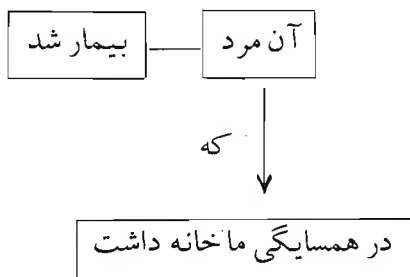 آن مرد بیمار شد
که
در همسایگی ما خانه داشت